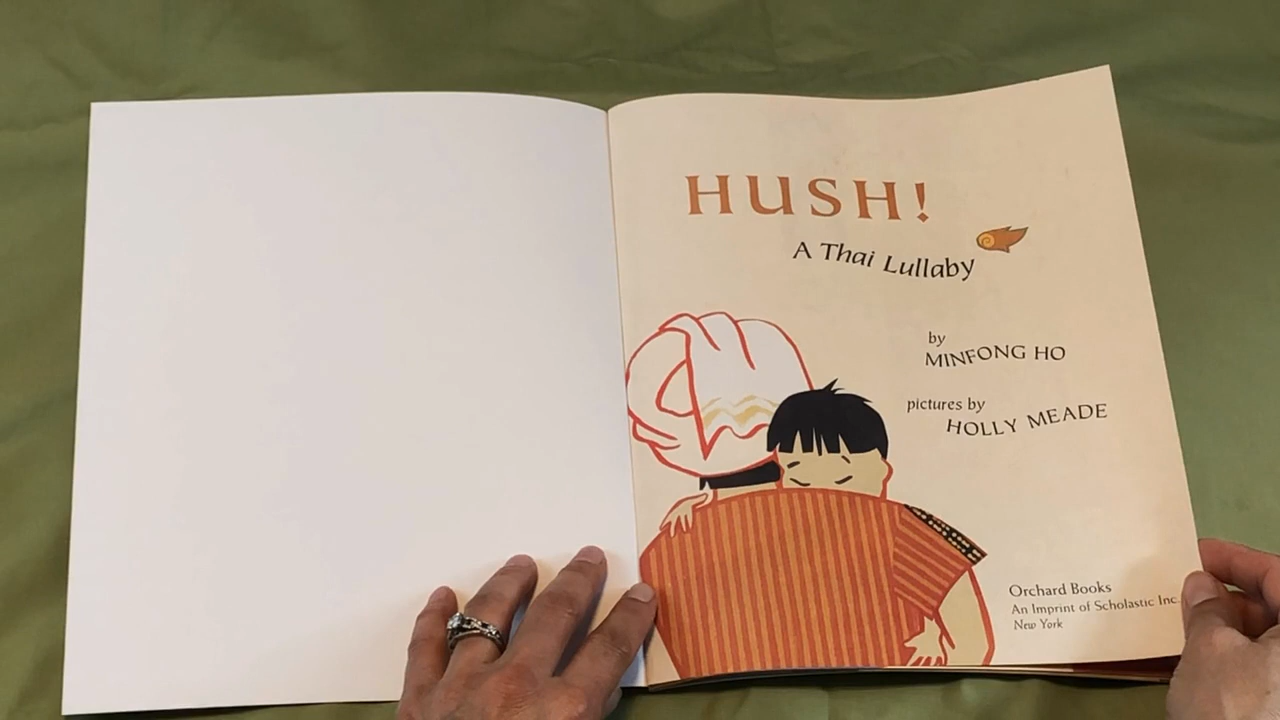 HUSH!
A Thai Lullaby
by
MINFONG HO
pictures by
HOLLY MEADE
Orchard Books
An Imprint of Scholastic Inc.
New York